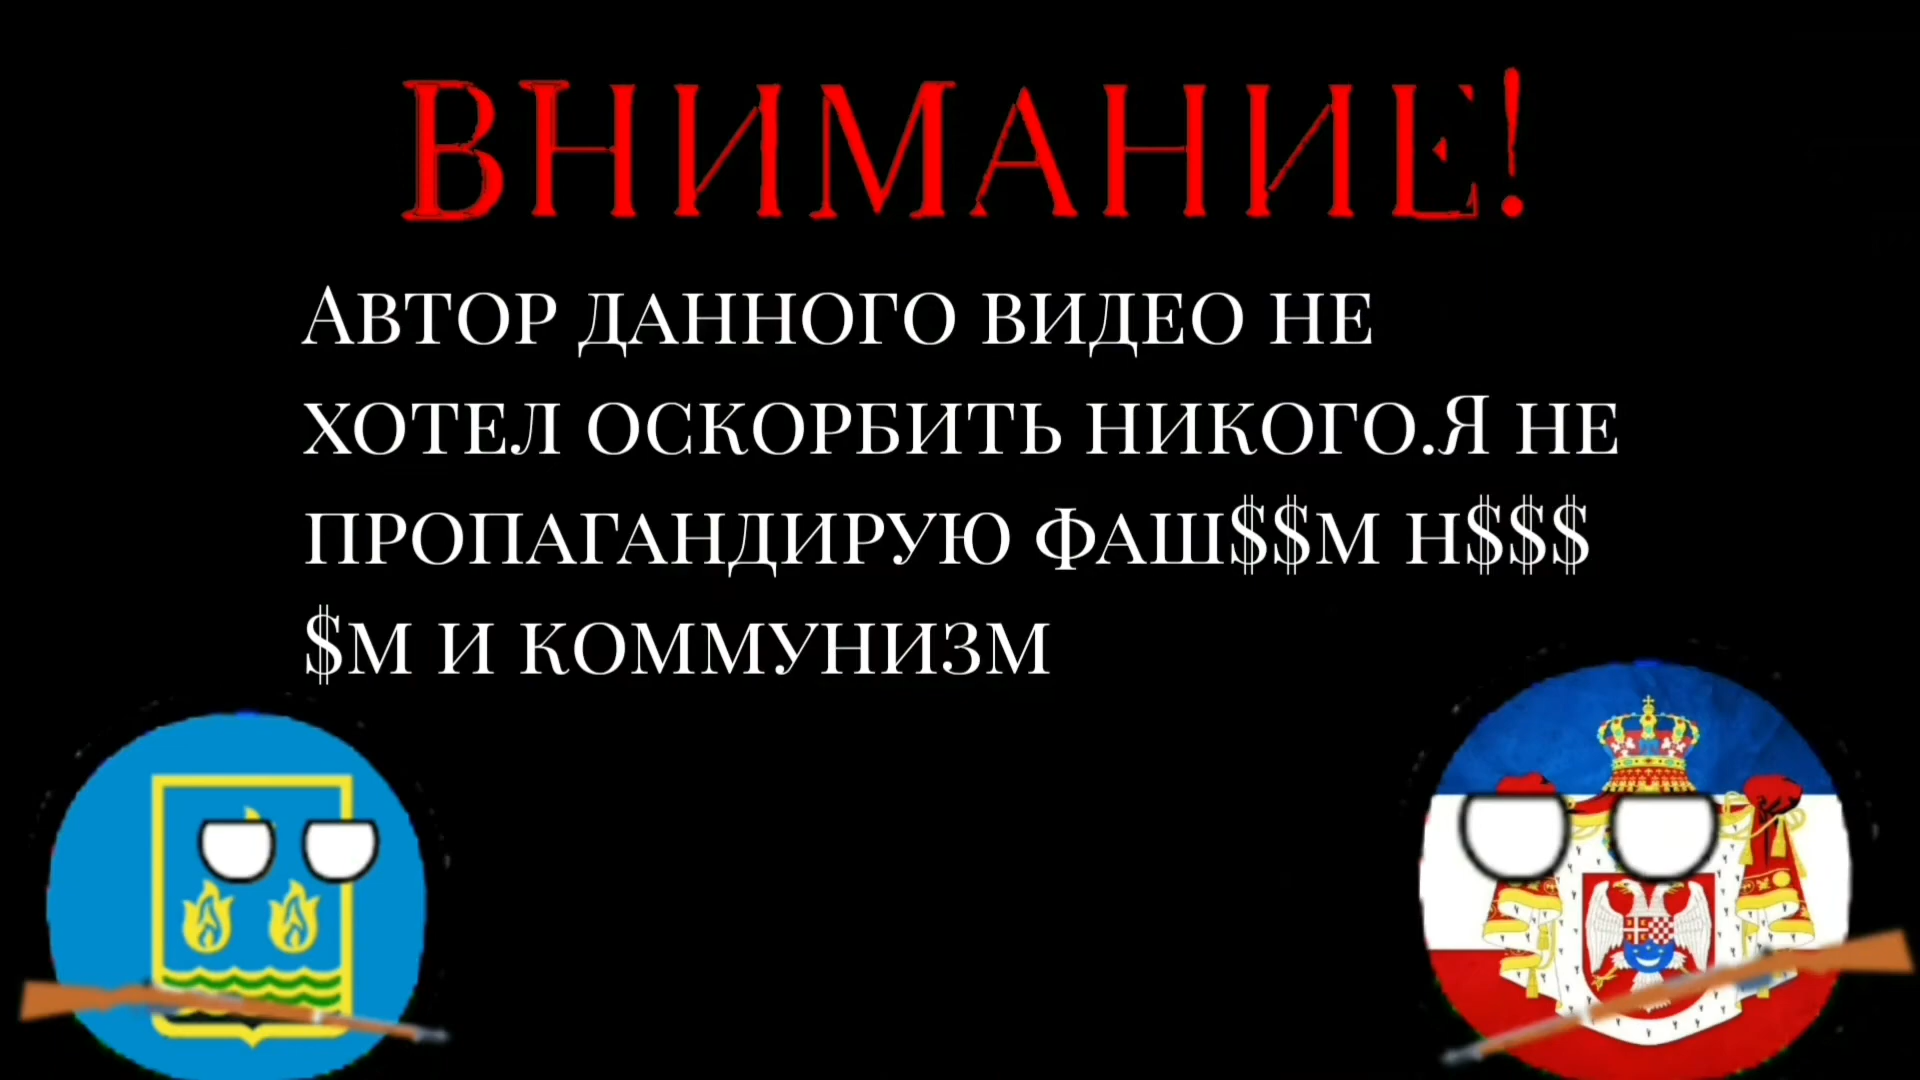 ВНИМАНИЕ!
Автор данного видео не
хотел оскорбить никого.Я не
пропагандирую фаш$$м н$$$
$м и коммунизм